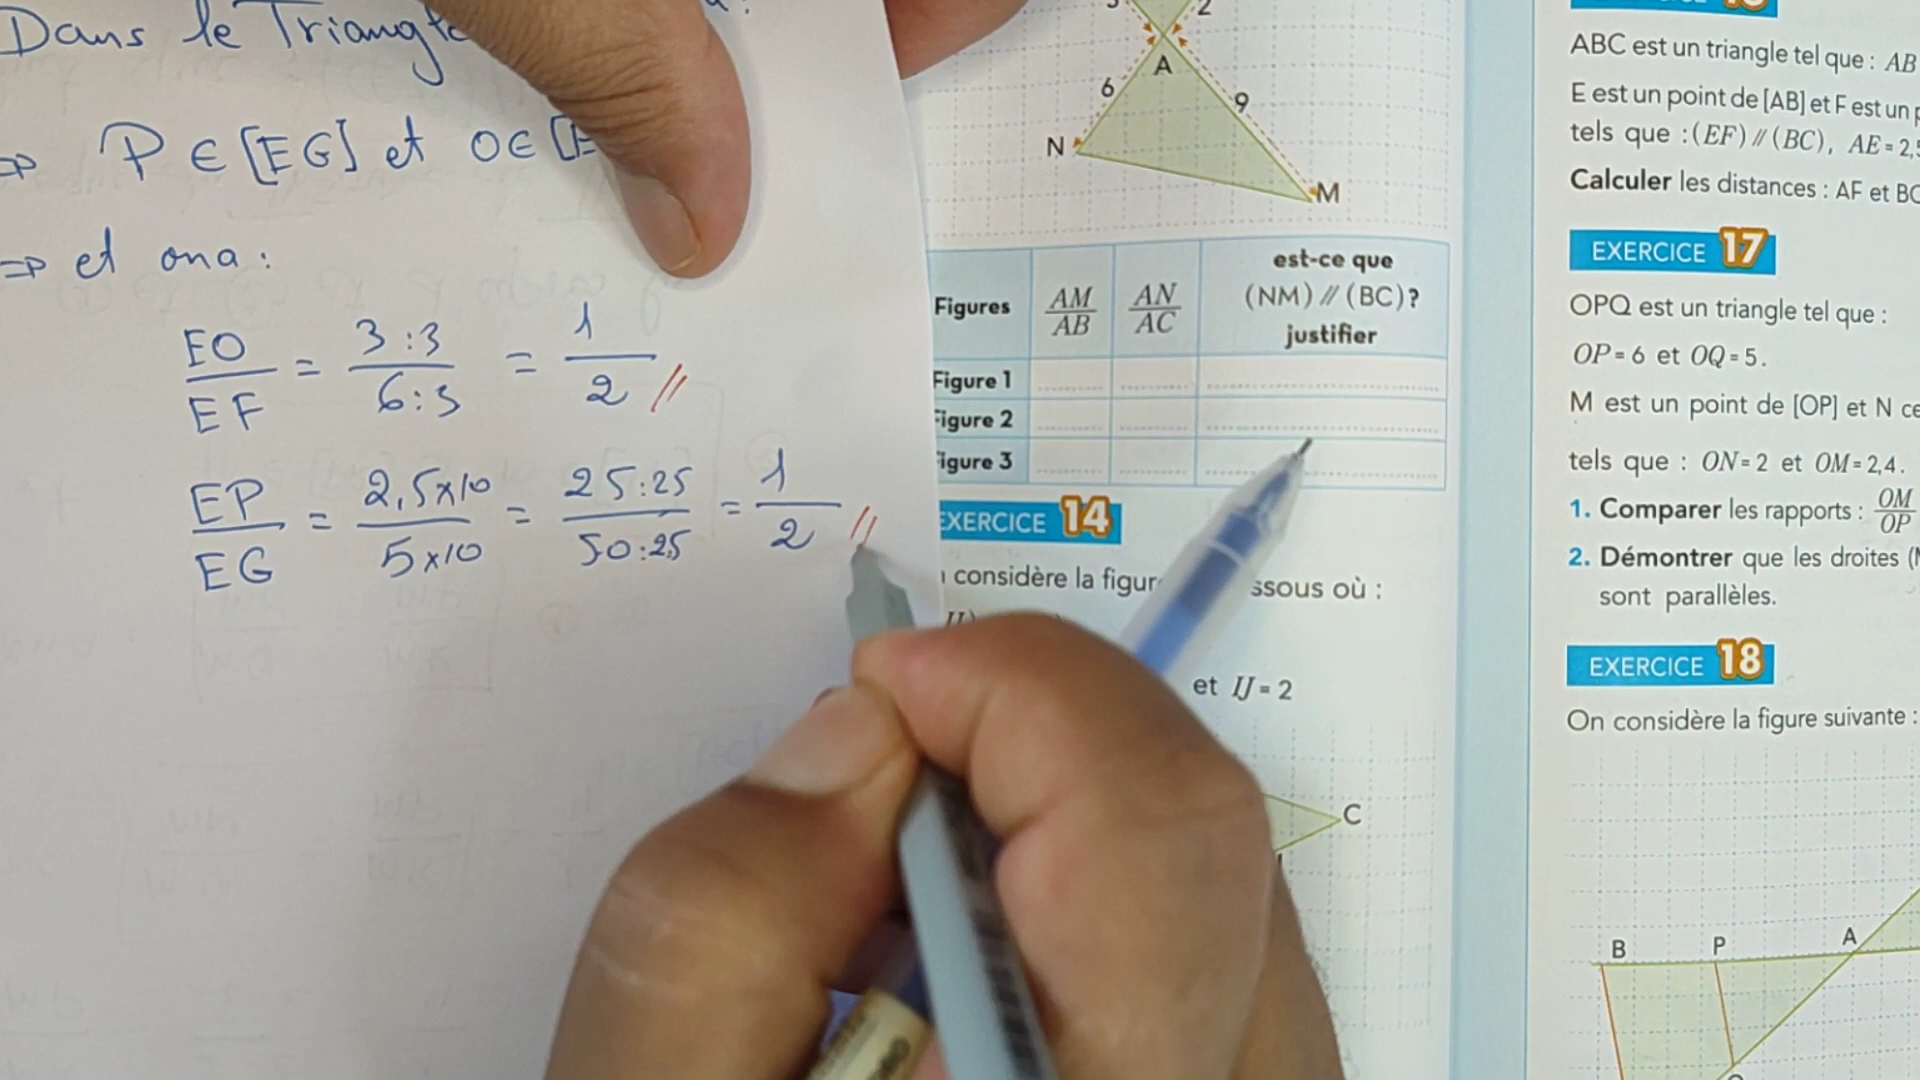 Dans le Triangle
⇒ P ∈ [EG] et O ∈ [E
⇒ et ona :
EO/EF = 3:3/6:3 = 1/2 //
EP/EG = 2,5×10/5×10 = 25:25/50:25 = 1/2 //
2
A
6
9
N
M
Figures AM/AB AN/AC est-ce que (NM) // (BC)? justifier
Figure 1
Figure 2
Figure 3
EXERCICE 14
considère la figur ssous où :
et IJ = 2
C
ABC est un triangle tel que : AB
E est un point de [AB] et F est un p
tels que : (EF) // (BC), AE = 2,5
Calculer les distances : AF et BC
EXERCICE 17
OPQ est un triangle tel que :
OP = 6 et OQ = 5.
M est un point de [OP] et N
tels que : ON = 2 et OM = 2,4.
1. Comparer les rapports : OM/OP
2. Démontrer que les droites (
sont parallèles.
EXERCICE 18
On considère la figure suivante :
B P A